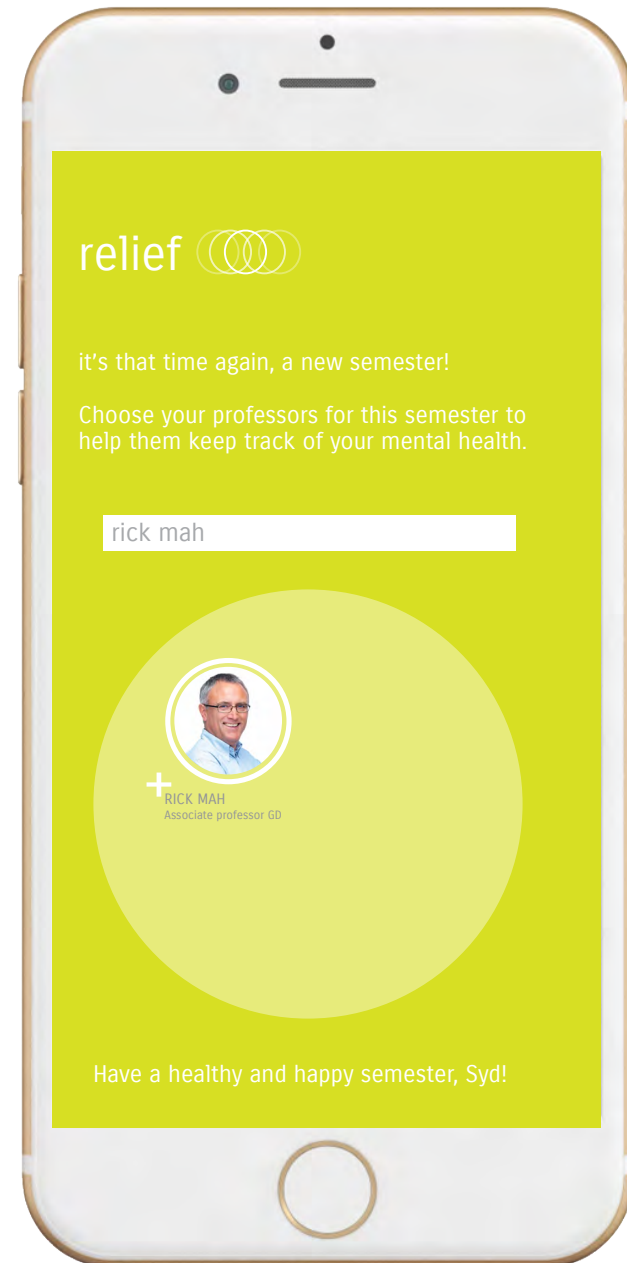 relief
it's that time again, a new semester!
Choose your professors for this semester to
help them keep track of your mental health.
rick mah
RICK MAH
Associate professor GD
Have a healthy and happy semester, Syd!